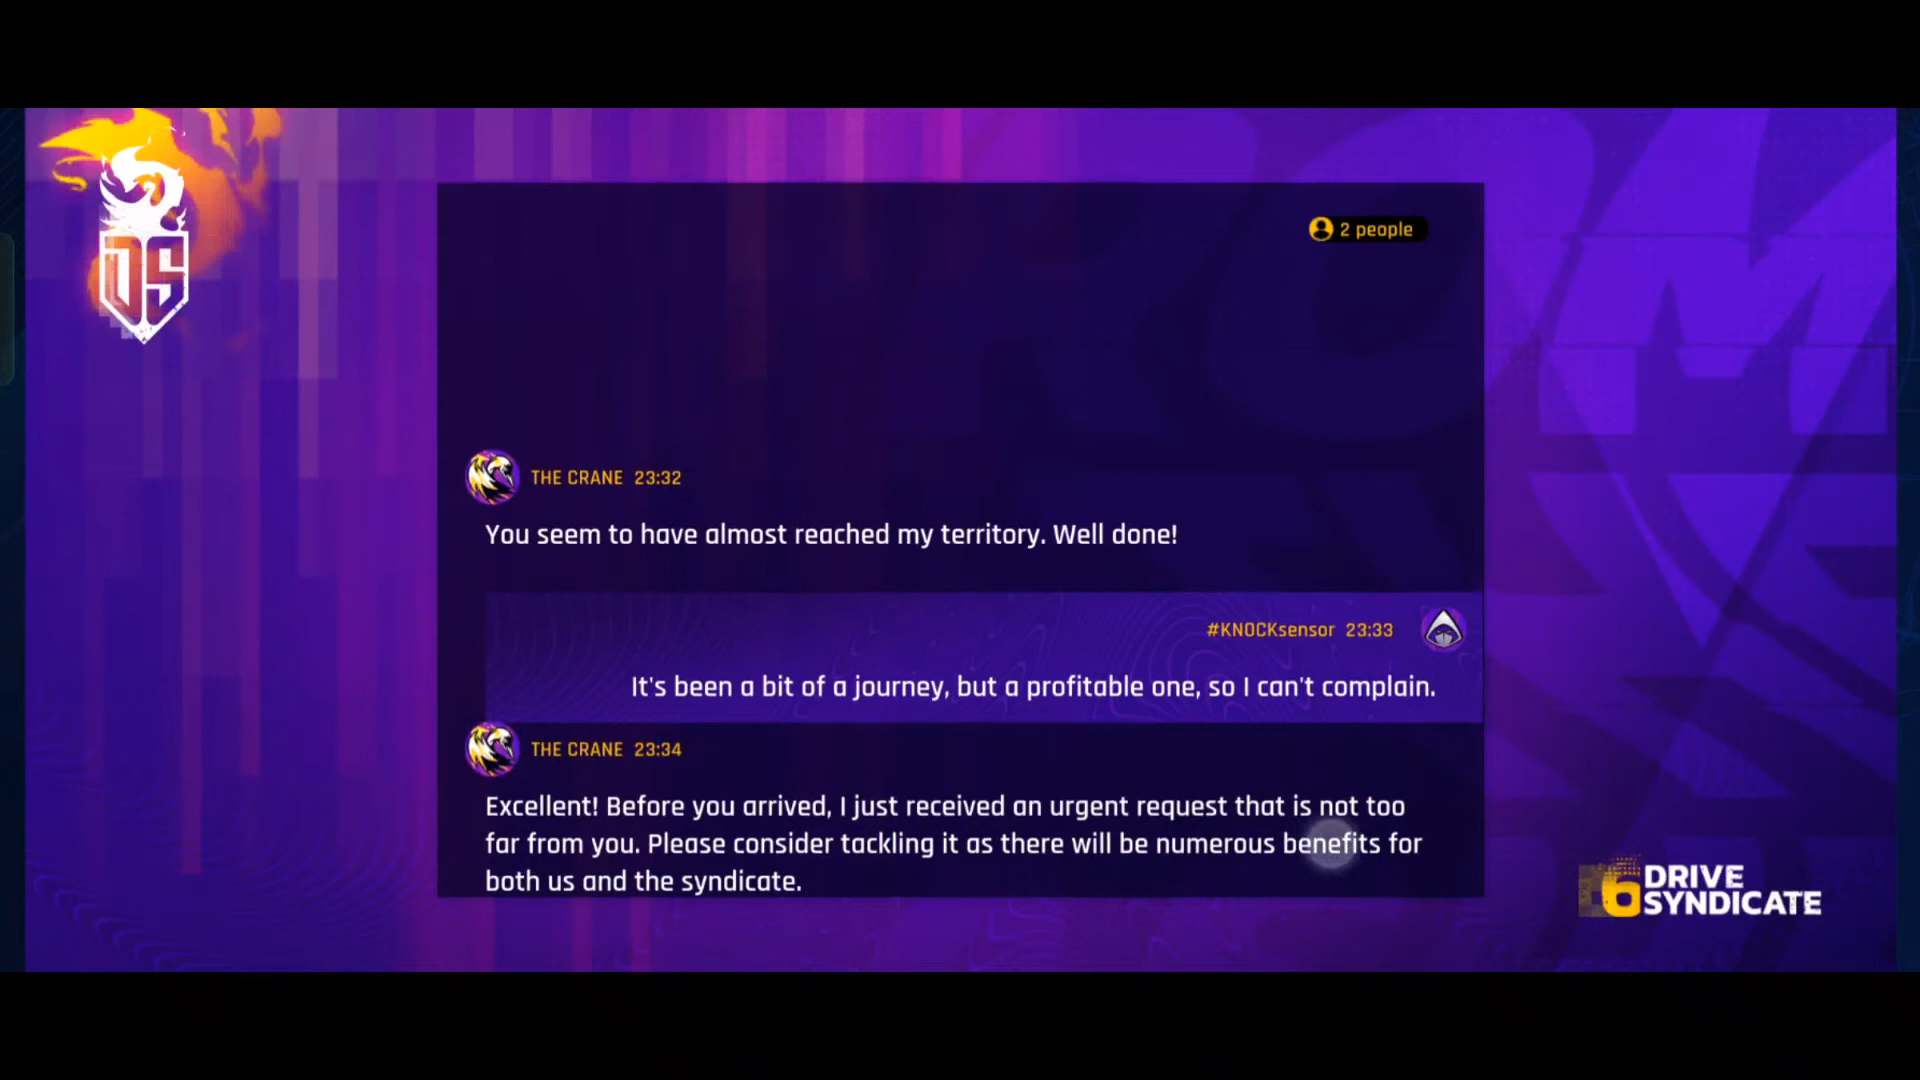 DS
2 people
THE CRANE 23:32
You seem to have almost reached my territory. Well done!
#KNOCKsensor 23:33
It's been a bit of a journey, but a profitable one, so I can't complain.
THE CRANE 23:34
Excellent! Before you arrived, I just received an urgent request that is not too
far from you. Please consider tackling it as there will be numerous benefits for
both us and the syndicate.
6 DRIVE
SYNDICATE